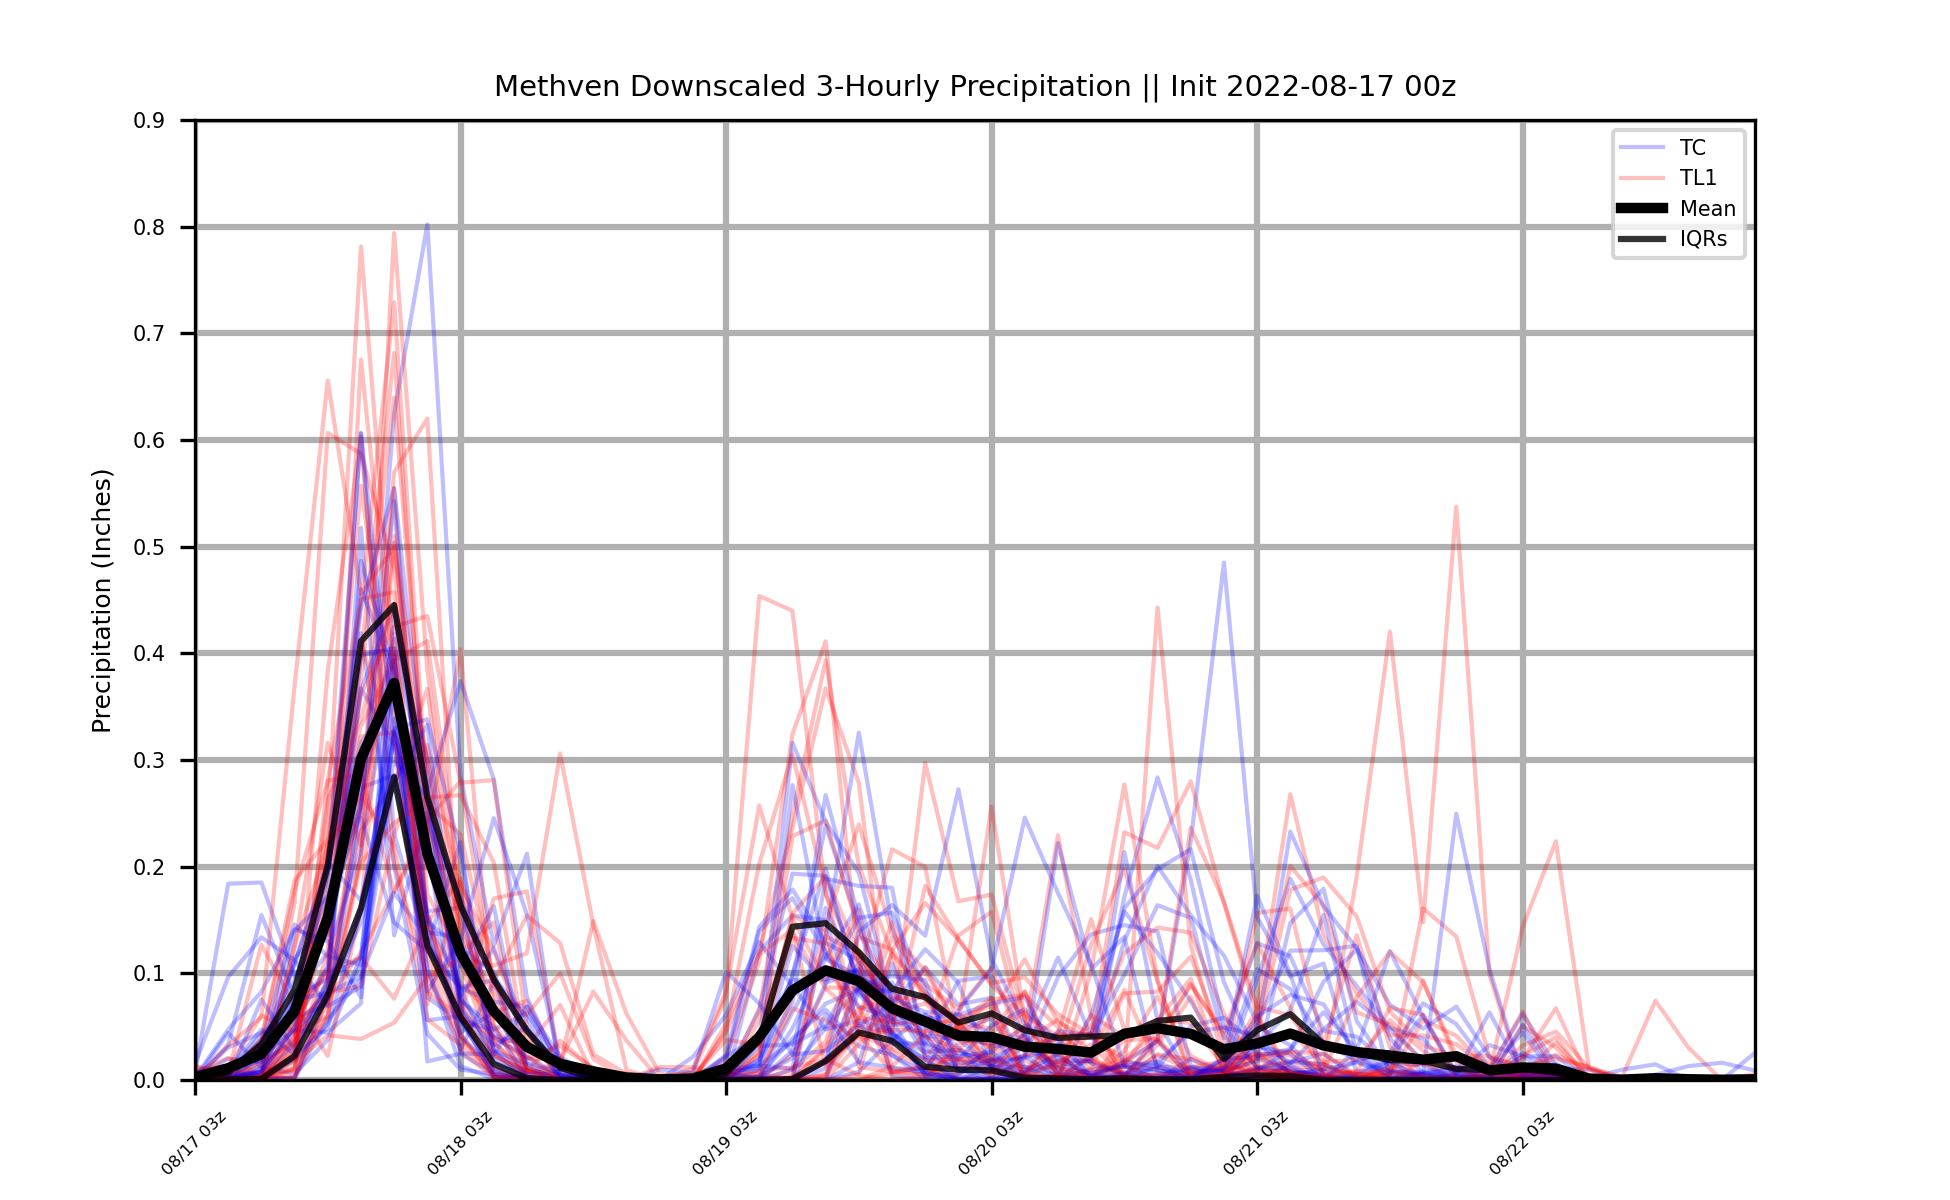 Methven Downscaled 3-Hourly Precipitation || Init 2022-08-17 00z
0.9
0.8
0.7
0.6
0.5
0.4
0.3
0.2
0.1
0.0
Precipitation (Inches)
TC
TL1
Mean
IQRs
08/17 03z
08/18 03z
08/19 03z
08/20 03z
08/21 03z
08/22 03z